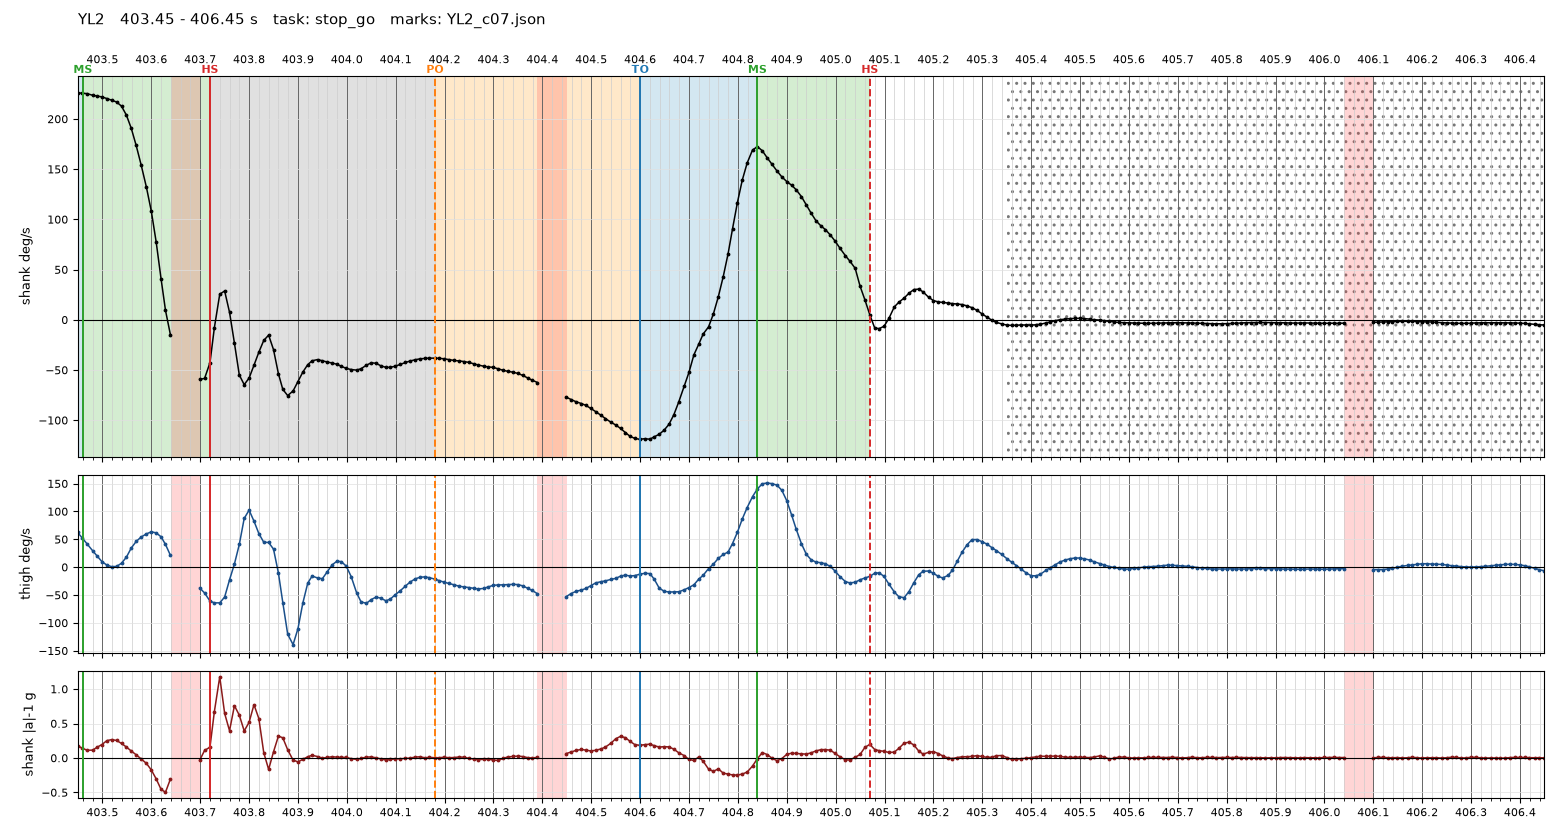 YL2   403.45 - 406.45 s   task: stop_go   marks: YL2_c07.json
403.5 403.6 403.7 403.8 403.9 404.0 404.1 404.2 404.3 404.4 404.5 404.6 404.7 404.8 404.9 405.0 405.1 405.2 405.3 405.4 405.5 405.6 405.7 405.8 405.9 406.0 406.1 406.2 406.3 406.4
MS HS PO TO MS HS
shank deg/s
200
150
100
50
0
−50
−100
thigh deg/s
150
100
50
0
−50
−100
−150
shank |a|-1 g
1.0
0.5
0.0
−0.5
403.5 403.6 403.7 403.8 403.9 404.0 404.1 404.2 404.3 404.4 404.5 404.6 404.7 404.8 404.9 405.0 405.1 405.2 405.3 405.4 405.5 405.6 405.7 405.8 405.9 406.0 406.1 406.2 406.3 406.4